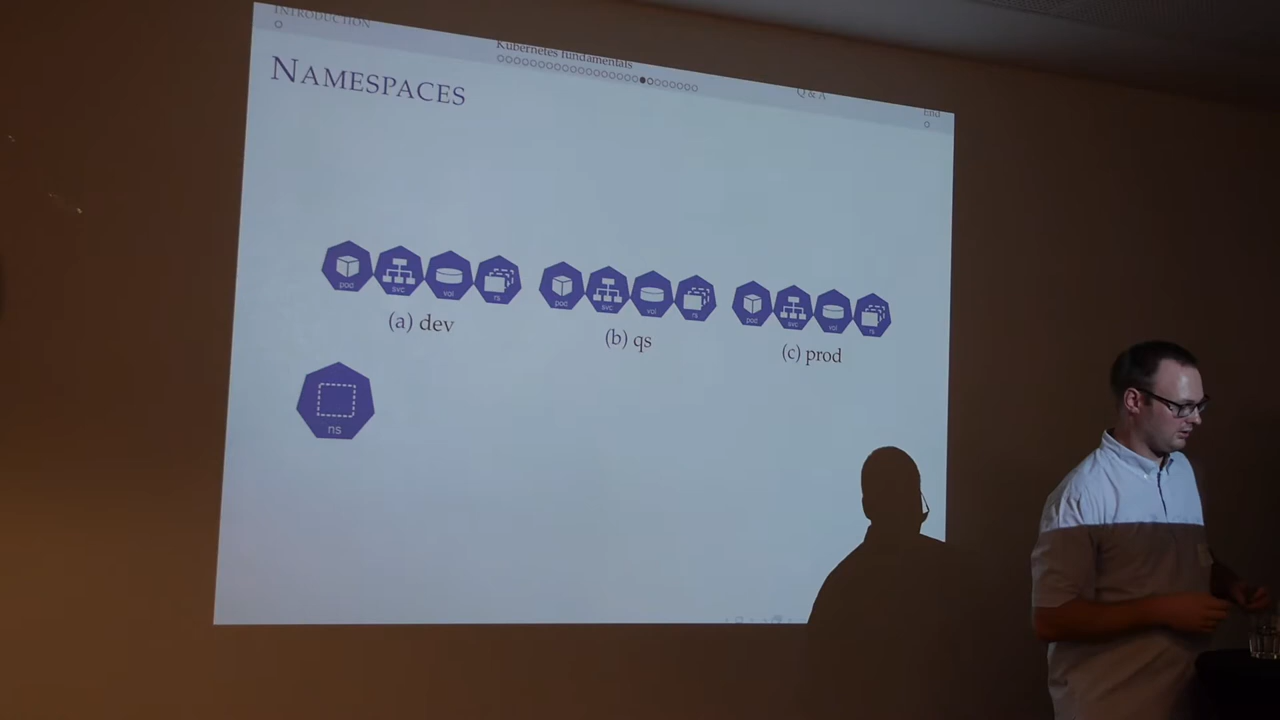 INTRODUCTION
Kubernetes fundamentals
Q & A
End
NAMESPACES
pod svc vol rs
pod svc vol rs
pod svc vol rs
(a) dev
(b) qs
(c) prod
ns